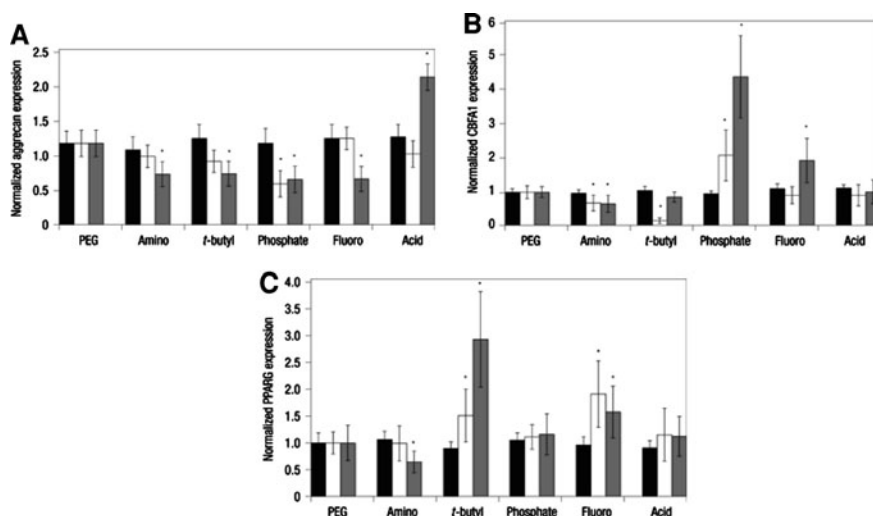 A
Normalized aggrecan expression
2.5
2.0
1.5
1.0
0.5
0
PEG Amino t-butyl Phosphate Fluoro Acid
B
Normalized CBFA1 expression
6
5
4
2
1
0
PEG Amino t-butyl Phosphate Fluoro Acid
C
Normalized PPARG expression
4.0
3.5
3.0
2.5
2.0
1.5
1.0
0.5
0
PEG Amino t-butyl Phosphate Fluoro Acid